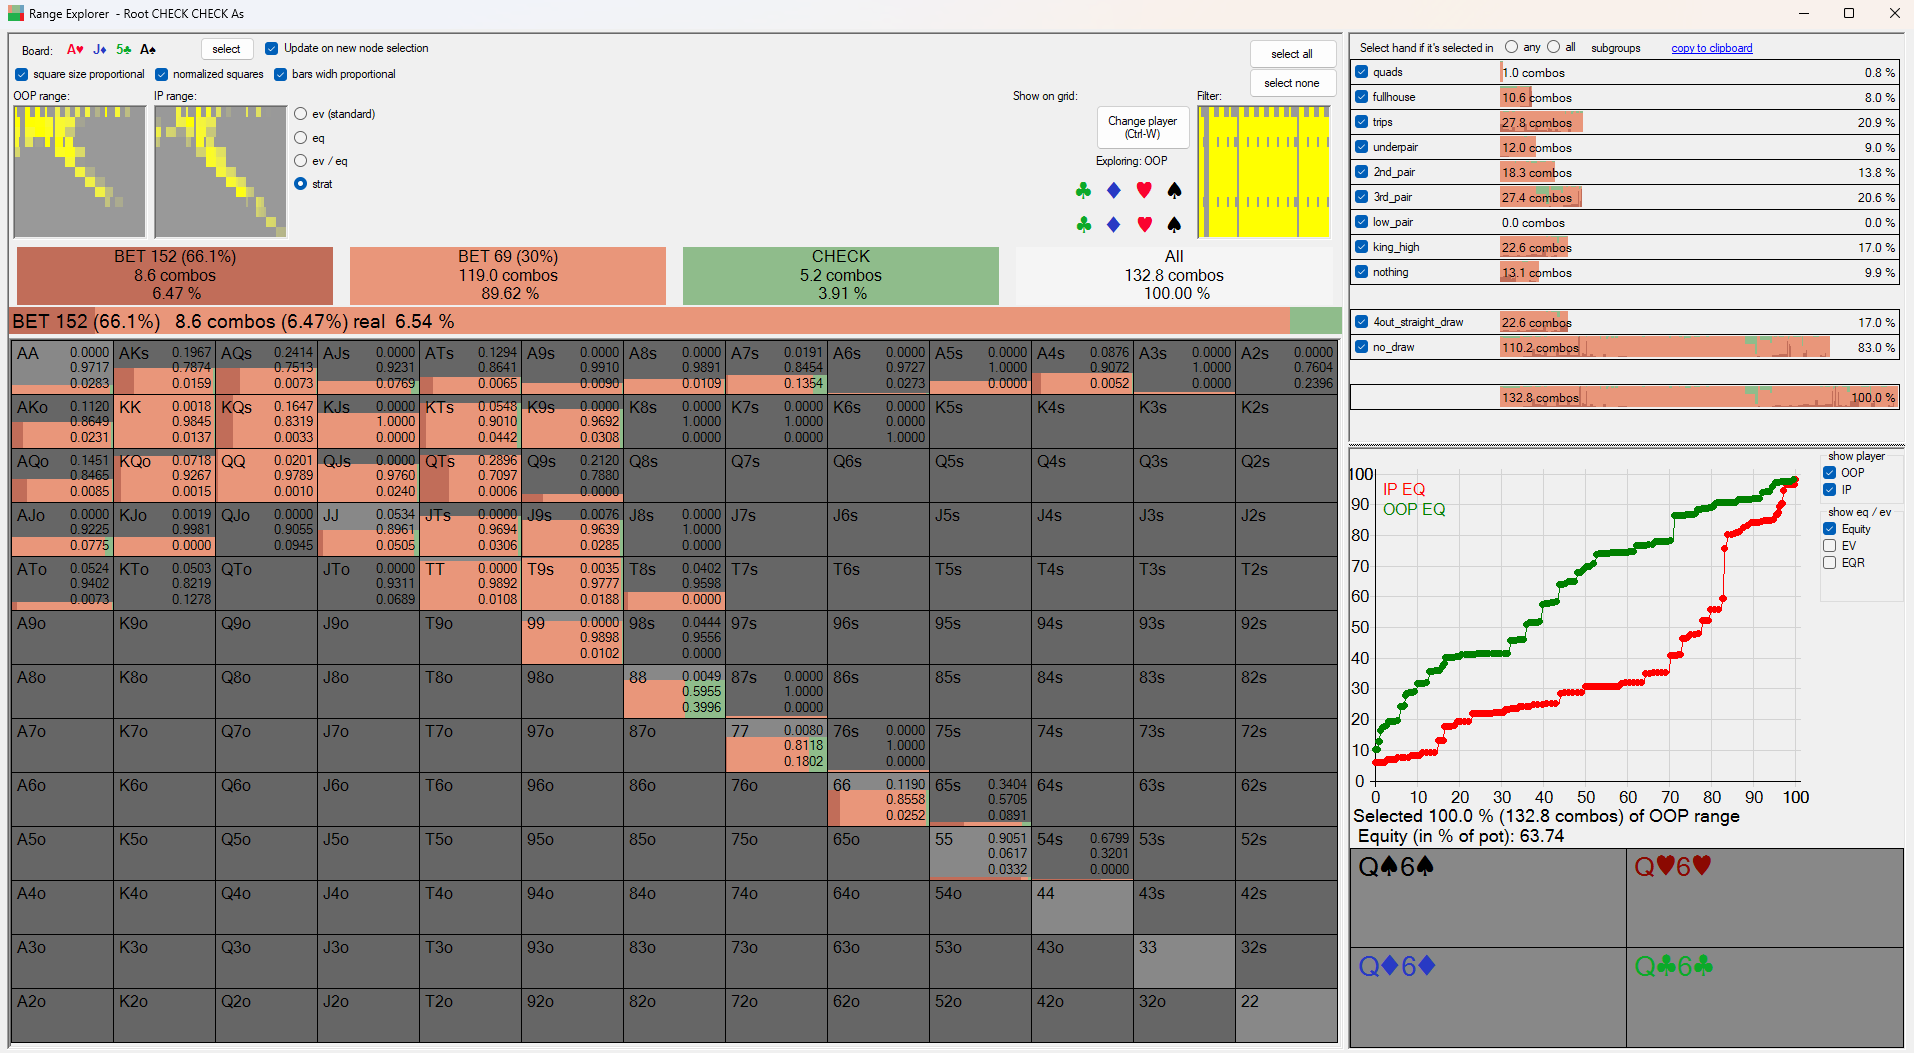 Range Explorer - Root CHECK CHECK As
Board: A♥ J♦ 5♣ A♠ select Update on new node selection
square size proportional normalized squares bars widh proportional
OOP range: IP range:
ev (standard)
eq
ev / eq
strat
select all
select none
Show on grid:
Change player
(Ctrl-W)
Exploring: OOP
♣ ♦ ♥ ♠
♣ ♦ ♥ ♠
Filter:
BET 152 (66.1%)
8.6 combos
6.47 %
BET 69 (30%)
119.0 combos
89.62 %
CHECK
5.2 combos
3.91 %
All
132.8 combos
100.00 %
BET 152 (66.1%) 8.6 combos (6.47%) real 6.54 %
AA 0.0000 AKs 0.1967 AQs 0.2414 AJs 0.0000 ATs 0.1294 A9s 0.0000 A8s 0.0000 A7s 0.0191 A6s 0.0000 A5s 0.0000 A4s 0.0876 A3s 0.0000 A2s 0.0000
0.9717 0.7874 0.7513 0.9231 0.8641 0.9910 0.9891 0.8454 0.9727 1.0000 0.9072 1.0000 0.7604
0.0283 0.0159 0.0073 0.0769 0.0065 0.0090 0.0109 0.1354 0.0273 0.0000 0.0052 0.0000 0.2396
AKo 0.1120 KK 0.0018 KQs 0.1647 KJs 0.0000 KTs 0.0548 K9s 0.0000 K8s 0.0000 K7s 0.0000 K6s 0.0000 K5s K4s K3s K2s
0.8649 0.9845 0.8319 1.0000 0.9010 0.9692 1.0000 1.0000 0.0000
0.0231 0.0137 0.0033 0.0000 0.0442 0.0308 0.0000 0.0000 1.0000
AQo 0.1451 KQo 0.0718 QQ 0.0201 QJs 0.0000 QTs 0.2896 Q9s 0.2120 Q8s Q7s Q6s Q5s Q4s Q3s Q2s
0.8465 0.9267 0.9789 0.9760 0.7097 0.7880
0.0085 0.0015 0.0010 0.0240 0.0006 0.0000
AJo 0.0000 KJo 0.0019 QJo 0.0000 JJ 0.0534 JTs 0.0000 J9s 0.0076 J8s 0.0000 J7s J6s J5s J4s J3s J2s
0.9225 0.9981 0.9055 0.8961 0.9694 0.9639 1.0000
0.0775 0.0000 0.0945 0.0505 0.0306 0.0285 0.0000
ATo 0.0524 KTo 0.0503 QTo JTo 0.0000 TT 0.0000 T9s 0.0035 T8s 0.0402 T7s T6s T5s T4s T3s T2s
0.9402 0.8219 0.9311 0.9892 0.9777 0.9598
0.0073 0.1278 0.0689 0.0108 0.0188 0.0000
A9o K9o Q9o J9o T9o 99 0.0000 98s 0.0444 97s 96s 95s 94s 93s 92s
0.9898 0.9556
0.0102 0.0000
A8o K8o Q8o J8o T8o 98o 88 0.0049 87s 0.0000 86s 85s 84s 83s 82s
0.5955 1.0000
0.3996 0.0000
A7o K7o Q7o J7o T7o 97o 87o 77 0.0080 76s 0.0000 75s 74s 73s 72s
0.8118 1.0000
0.1802 0.0000
A6o K6o Q6o J6o T6o 96o 86o 76o 66 0.1190 65s 0.3404 64s 63s 62s
0.8558 0.5705
0.0252 0.0891
A5o K5o Q5o J5o T5o 95o 85o 75o 65o 55 0.9051 54s 0.6799 53s 52s
0.0617 0.3201
0.0332 0.0000
A4o K4o Q4o J4o T4o 94o 84o 74o 64o 54o 44 43s 42s
A3o K3o Q3o J3o T3o 93o 83o 73o 63o 53o 43o 33 32s
A2o K2o Q2o J2o T2o 92o 82o 72o 62o 52o 42o 32o 22
Select hand if it's selected in any all subgroups copy to clipboard
quads 1.0 combos 0.8 %
fullhouse 10.6 combos 8.0 %
trips 27.8 combos 20.9 %
underpair 12.0 combos 9.0 %
2nd_pair 18.3 combos 13.8 %
3rd_pair 27.4 combos 20.6 %
low_pair 0.0 combos 0.0 %
king_high 22.6 combos 17.0 %
nothing 13.1 combos 9.9 %
4out_straight_draw 22.6 combos 17.0 %
no_draw 110.2 combos 83.0 %
132.8 combos 100.0 %
IP EQ
OOP EQ
100
90
80
70
60
50
40
30
20
10
0
0 10 20 30 40 50 60 70 80 90 100
show player
OOP
IP
show eq / ev
Equity
EV
EQR
Selected 100.0 % (132.8 combos) of OOP range
Equity (in % of pot): 63.74
Q♠6♠ Q♥6♥
Q♦6♦ Q♣6♣